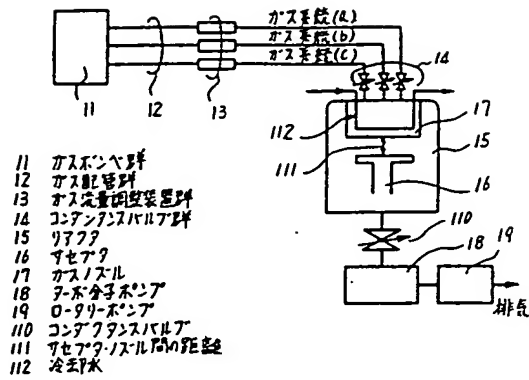 ガス系統(a)
ガス系統(b)
ガス系統(c)
14
11
12
13
112
17
15
111
16
110
18
19
排気
11 ガスボンベ群
12 ガス配管群
13 ガス流量調整装置群
14 コンダンタンスバルブ群
15 リアクタ
16 サセプタ
17 ガスノズル
18 ターボ分子ポンプ
19 ロータリーポンプ
110 コンダクタンスバルブ
111 サセプタ・ノズル間の距離
112 冷却水